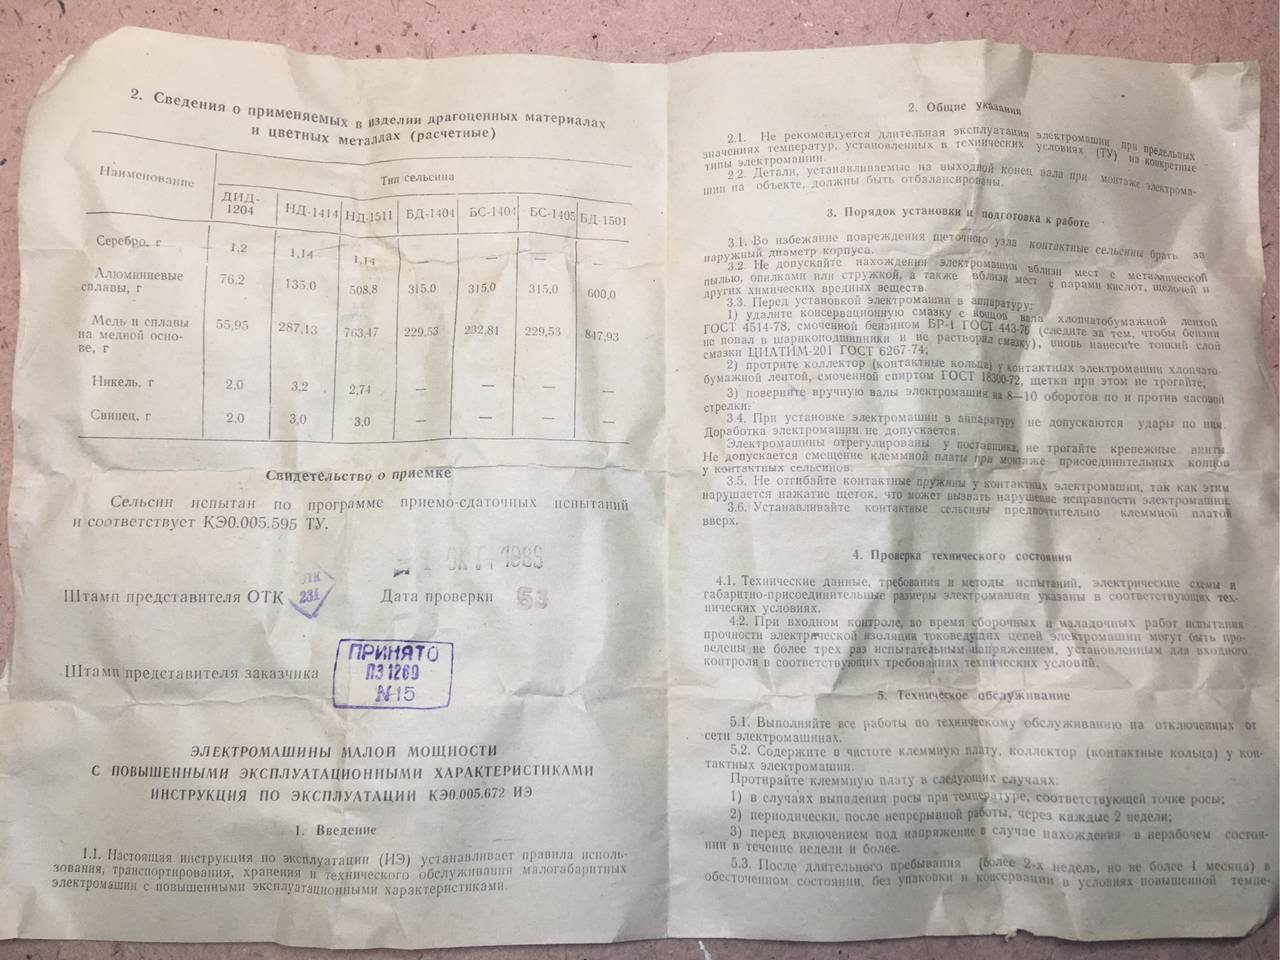 2. Сведения о применяемых в изделии драгоценных материалах
и цветных металлах (расчетные)
Наименование
Тип сельсина
ДИД-1204 НД-1414 НД-1511 БД-1404 БС-1404 БС-1405 БД-1501
Серебро, г 1,2 1,14 1,14 — — — —
Алюминиевые
сплавы, г 76,2 135,0 508,8 315,0 315,0 315,0 600,0
Медь и сплавы
на медной осно-
ве, г 55,95 287,13 763,47 229,53 232,81 229,53 847,93
Никель, г 2,0 3,2 2,74 — — — —
Свинец, г 2,0 3,0 3,0 — — — —
Свидетельство о приемке
Сельсин испытан по программе приемо-сдаточных испытаний
и соответствует КЭ0.005.595 ТУ.
1983
Штамп представителя ОТК ОТК 231 Дата проверки
Штамп представителя заказчика
ПРИНЯТО
ПЗ 1269
№15
ЭЛЕКТРОМАШИНЫ МАЛОЙ МОЩНОСТИ
С ПОВЫШЕННЫМИ ЭКСПЛУАТАЦИОННЫМИ ХАРАКТЕРИСТИКАМИ
ИНСТРУКЦИЯ ПО ЭКСПЛУАТАЦИИ КЭ0.005.672 ИЭ
1. Введение
1.1. Настоящая инструкция по эксплуатации (ИЭ) устанавливает правила исполь-
зования, транспортирования, хранения и технического обслуживания малогабаритных
электромашин с повышенными эксплуатационными характеристиками.
2. Общие указания
2.1. Не рекомендуется длительная эксплуатация электромашин при предельных
значениях температур, установленных в технических условиях (ТУ) на конкретные
типы электромашин.
2.2. Детали, устанавливаемые на выходной конец вала при монтаже электрома-
шин на объекте, должны быть отбалансированы.
3. Порядок установки и подготовка к работе
3.1. Во избежание повреждения щеточного узла контактные сельсины брать за
наружный диаметр корпуса.
3.2. Не допускайте нахождения электромашин вблизи мест с металлической
пылью, опилками или стружкой, а также вблизи мест с парами кислот, щелочей и
других химических вредных веществ.
3.3. Перед установкой электромашин в аппаратуру:
1) удалите консервационную смазку с концов вала хлопчатобумажной лентой
ГОСТ 4514-78, смоченной бензином БР-1 ГОСТ 443-76 (следите за тем, чтобы бензин
не попал в шарикоподшипники и не растворил смазку), вновь нанесите тонкий слой
смазки ЦИАТИМ-201 ГОСТ 6267-74;
2) протрите коллектор (контактные кольца) у контактных электромашин хлопчато-
бумажной лентой, смоченной спиртом ГОСТ 18300-72, щетки при этом не трогайте;
3) поверните вручную валы электромашин на 8—10 оборотов по и против часовой
стрелки.
3.4. При установке электромашин в аппаратуру не допускаются удары по ним.
Доработка электромашин не допускается.
Электромашины отрегулированы у поставщика, не трогайте крепежные винты.
Не допускается смещение клеммной платы при монтаже присоединительных концов
у контактных сельсинов.
3.5. Не отгибайте контактные пружины у контактных электромашин, так как этим
нарушается нажатие щеток, что может вызвать нарушение исправности электромашин.
3.6. Устанавливайте контактные сельсины предпочтительно клеммной платой
вверх.
4. Проверка технического состояния
4.1. Технические данные, требования и методы испытаний, электрические схемы и
габаритно-присоединительные размеры электромашин указаны в соответствующих тех-
нических условиях.
4.2. При входном контроле, во время сборочных и наладочных работ испытания
прочности электрической изоляции токоведущих цепей электромашин могут быть про-
ведены не более трех раз испытательным напряжением, установленным для входного
контроля в соответствующих требованиях технических условий.
5. Техническое обслуживание
5.1. Выполняйте все работы по техническому обслуживанию на отключенных от
сети электромашинах.
5.2. Содержите в чистоте клеммную плату, коллектор (контактные кольца) у кон-
тактных электромашин.
Протирайте клеммную плату в следующих случаях:
1) в случаях выпадения росы при температуре, соответствующей точке росы;
2) периодически, после непрерывной работы, через каждые 2 недели;
3) перед включением под напряжение в случае нахождения в нерабочем состоя-
нии в течение недели и более.
5.3. После длительного пребывания (более 2-х недель, но не более 1 месяца) в
обесточенном состоянии, без упаковки и консервации в условиях повышенной темпе-